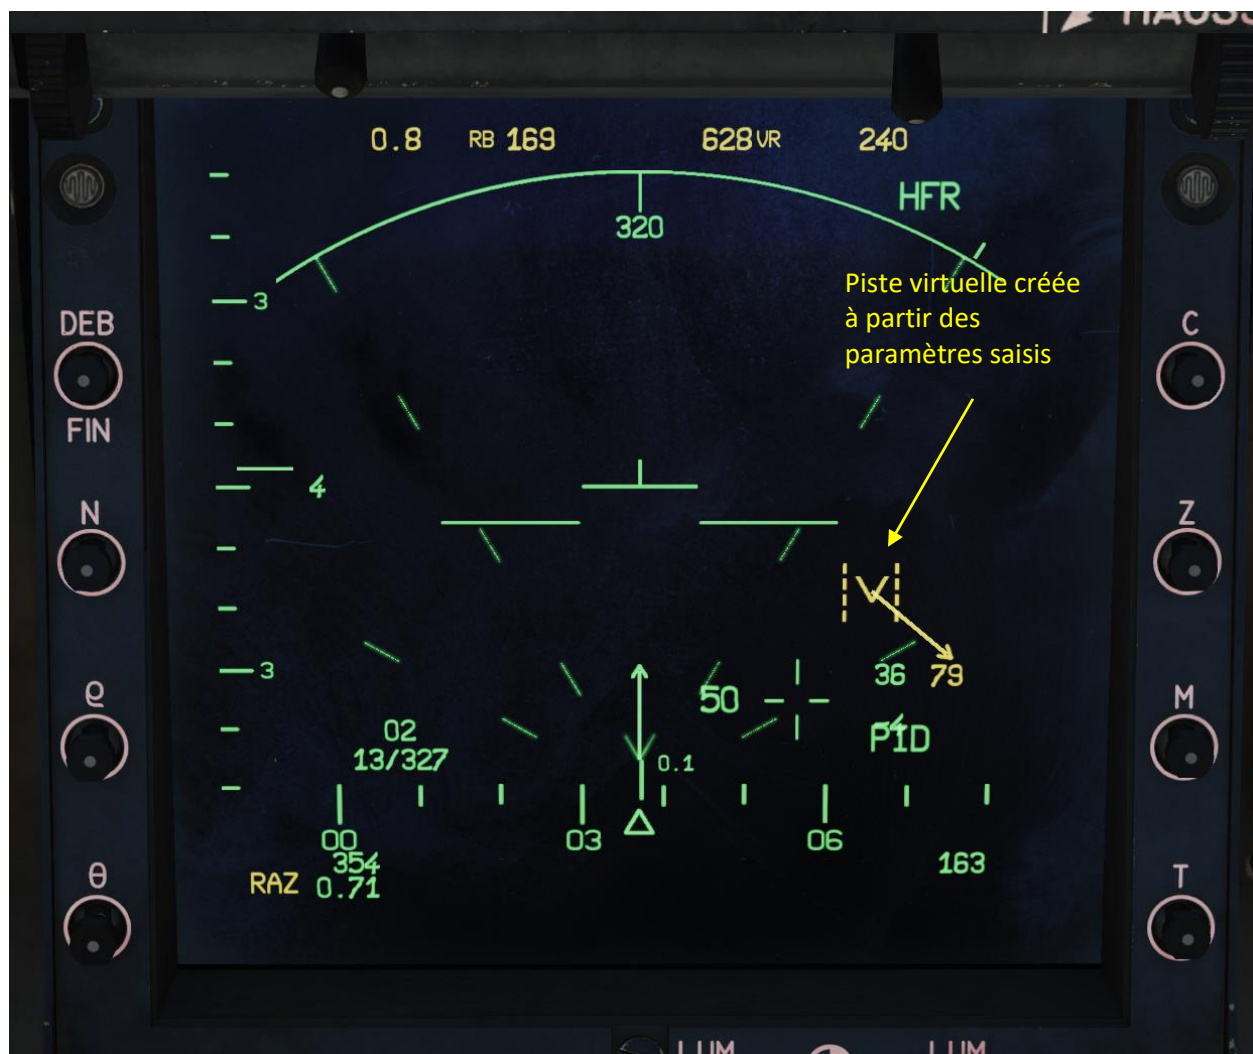 HAUSS
0.8 RB 169 628 VR 240
HFR
320
Piste virtuelle créée
à partir des
paramètres saisis
3
DEB
FIN
C
4
N
Z
3
36 79
50
-4
PID
ρ
M
02
13/327
0.1
00 03 06
354
RAZ 0.71
163
θ
T
LUM LUM